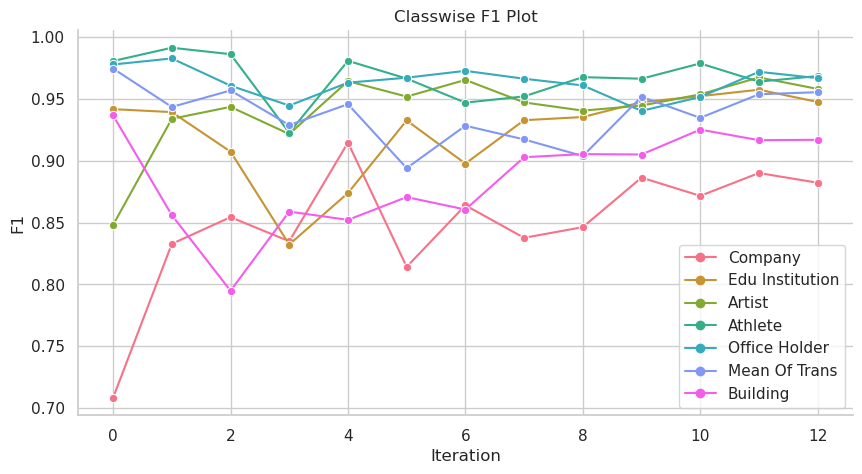 Classwise F1 Plot
1.00
0.95
0.90
0.85
0.80
0.75
0.70
F1
0
2
4
6
8
10
12
Iteration
Company
Edu Institution
Artist
Athlete
Office Holder
Mean Of Trans
Building